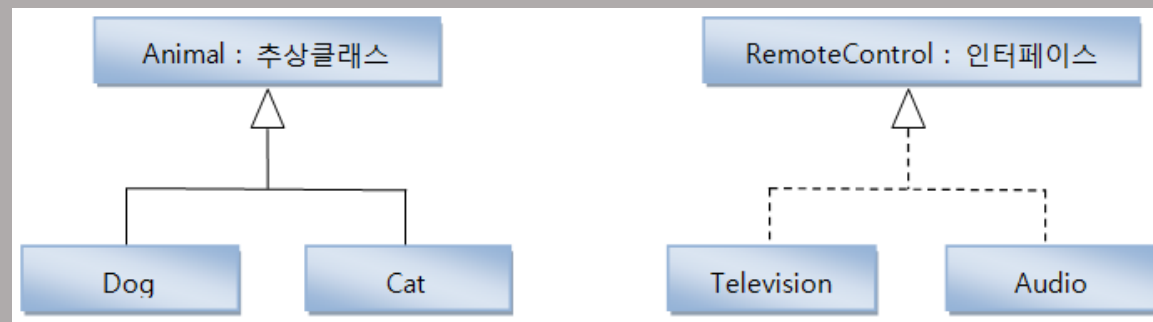 Animal : 추상클래스
RemoteControl : 인터페이스
Dog
Cat
Television
Audio